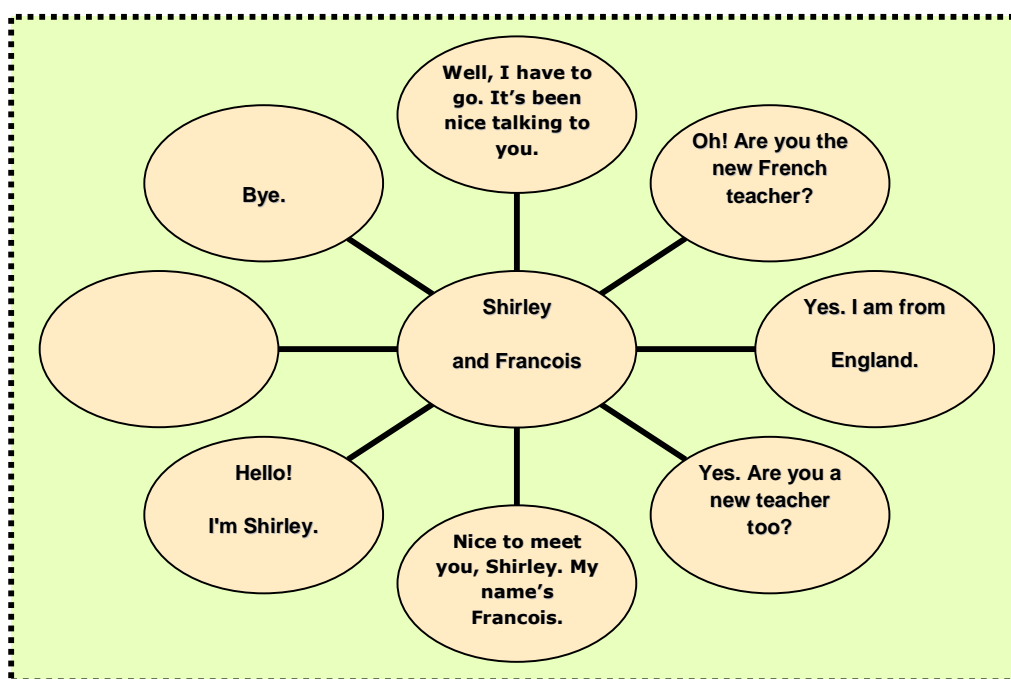 Well, I have to
go. It's been
nice talking to
you.
Oh! Are you the
new French
teacher?
Yes. I am from
England.
Yes. Are you a
new teacher
too?
Nice to meet
you, Shirley. My
name's
Francois.
Hello!
I'm Shirley.
Bye.
Shirley
and Francois